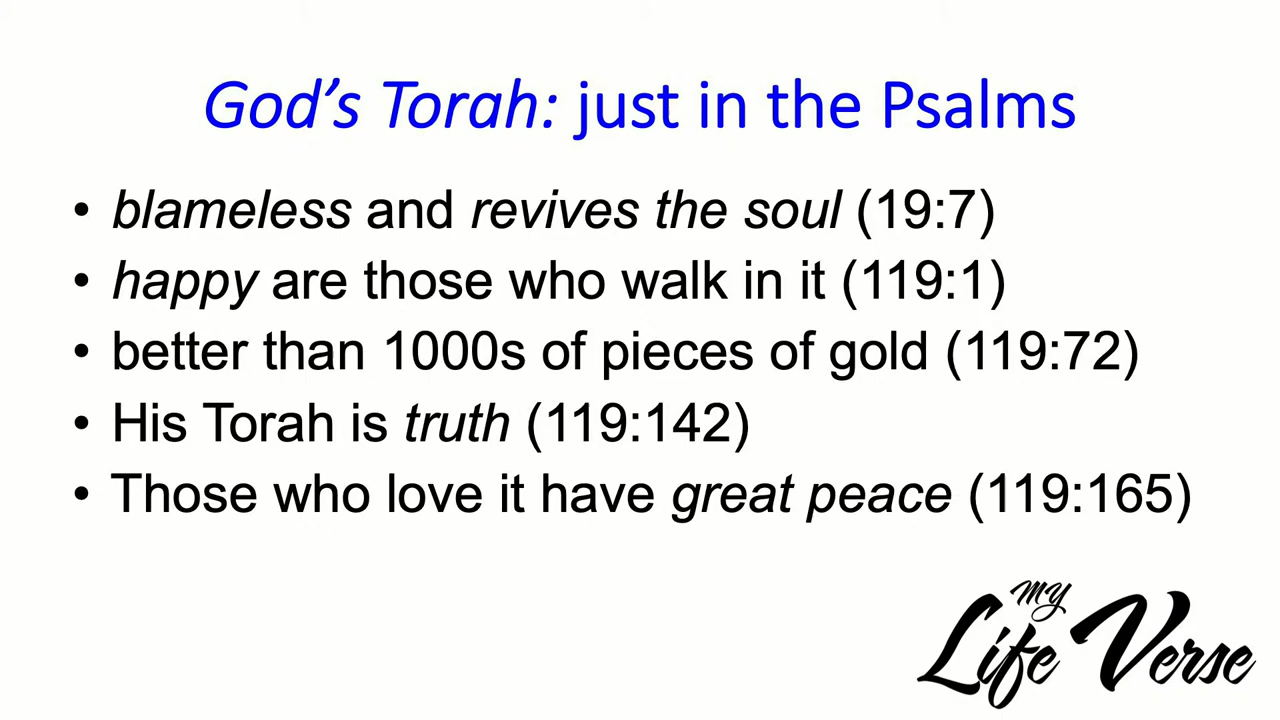 God’s Torah: just in the Psalms
• blameless and revives the soul (19:7)
• happy are those who walk in it (119:1)
• better than 1000s of pieces of gold (119:72)
• His Torah is truth (119:142)
• Those who love it have great peace (119:165)
My
Life Verse